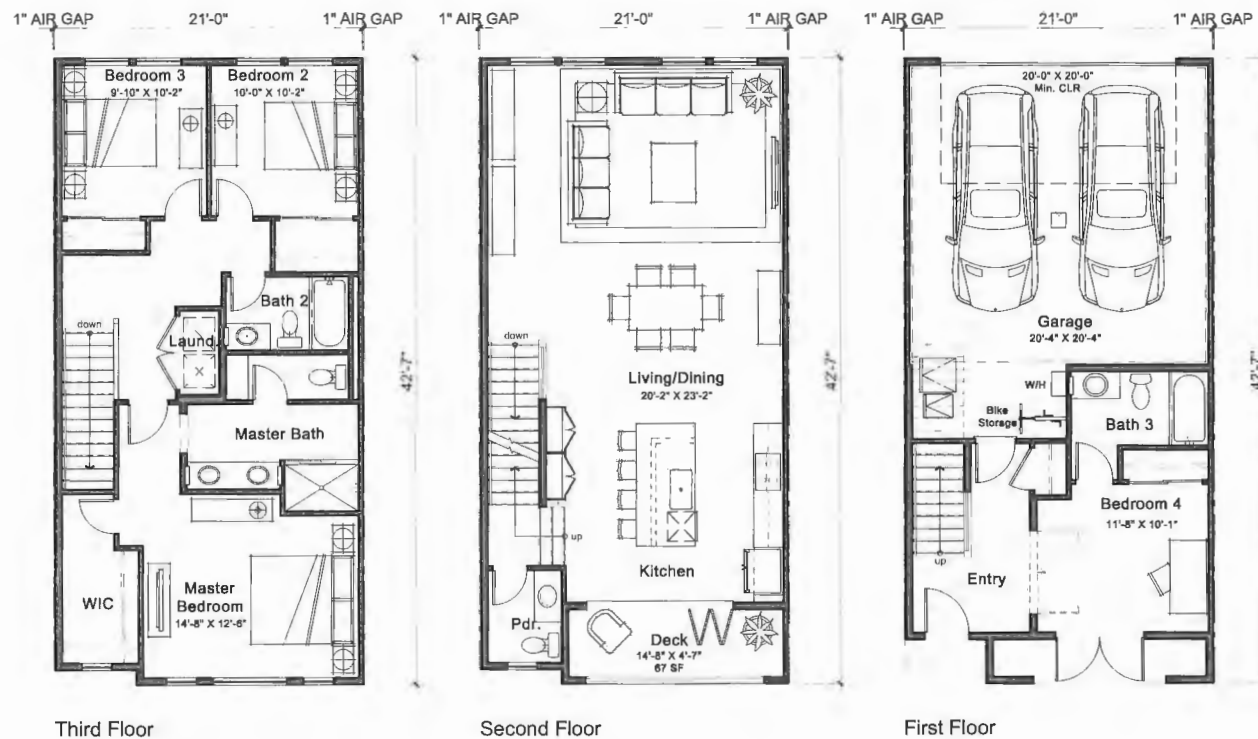 1" AIR GAP 21'-0" 1" AIR GAP
Bedroom 3
9'-10" X 10'-2"
Bedroom 2
10'-0" X 10'-2"
Bath 2
down
Laund.
Master Bath
WIC
Master
Bedroom
14'-8" X 12'-6"
42'-7"
Third Floor
1" AIR GAP 21'-0" 1" AIR GAP
down
Living/Dining
20'-2" X 23'-2"
up
Kitchen
Pdr.
Deck
14'-8" X 4'-7"
67 SF
42'-7"
Second Floor
1" AIR GAP 21'-0" 1" AIR GAP
20'-0" X 20'-0"
Min. CLR
Garage
20'-4" X 20'-4"
W/H
Bike
Storage
Bath 3
Bedroom 4
11'-8" X 10'-1"
up
Entry
42'-7"
First Floor